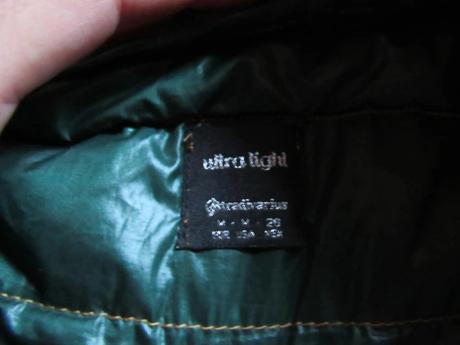 ultra light
stradivarius
M - M - 28
EUR USA MEX